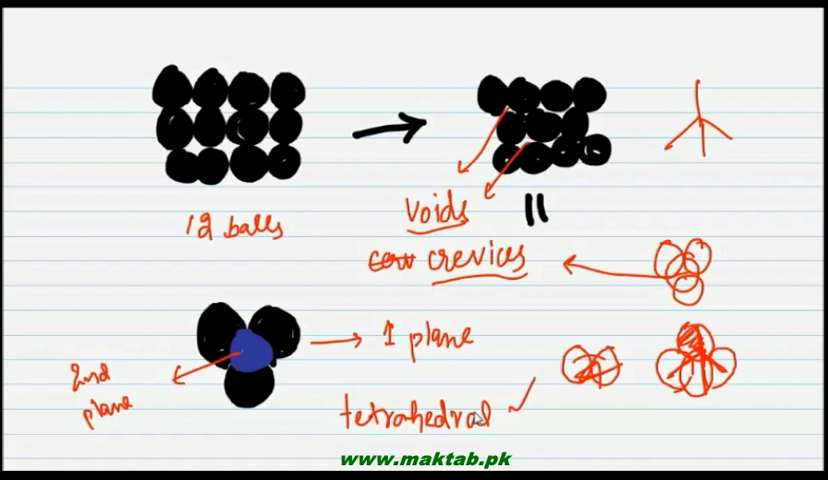 12 balls
voids
crevices
1 plane
2nd
plane
tetrahedral
www.maktab.pk